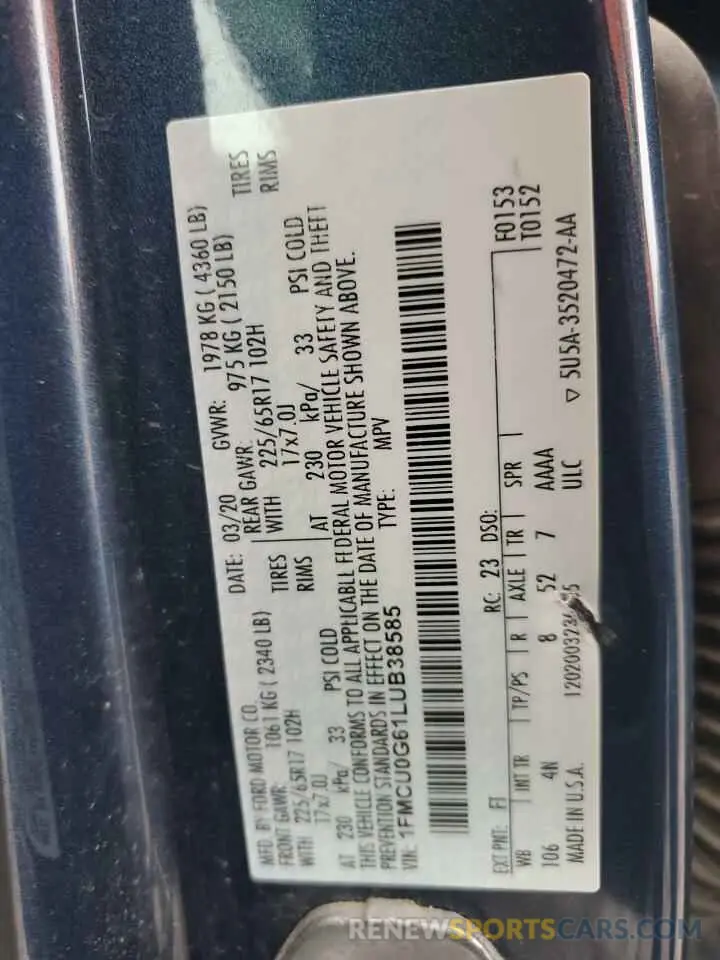 MFD. BY FORD MOTOR CO.
DATE: 03/20 GVWR: 1978 KG ( 4360 LB)
FRONT GAWR: 1061 KG ( 2340 LB) REAR GAWR: 975 KG ( 2150 LB)
WITH 225/65R17 102H TIRES WITH 225/65R17 102H TIRES
17x7.0J RIMS 17x7.0J RIMS
AT 230 kPa/ 33 PSI COLD AT 230 kPa/ 33 PSI COLD
THIS VEHICLE CONFORMS TO ALL APPLICABLE FEDERAL MOTOR VEHICLE SAFETY AND THEFT
PREVENTION STANDARDS IN EFFECT ON THE DATE OF MANUFACTURE SHOWN ABOVE.
VIN: 1FMCU0G61LUB38585 TYPE: MPV
F0153
EXT PNT: FT RC: 23 DSO: T0152
WB INT TR TP/PS R AXLE TR SPR
106 4N 8 52 7 AAAA
ULC
MADE IN U.S.A. ▽ 5U5A-3520472-AA
RENEWSPORTSCARS.COM